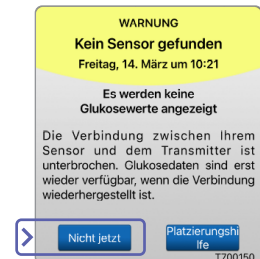 WARNUNG
Kein Sensor gefunden
Freitag, 14. März um 10:21
Es werden keine
Glukosewerte angezeigt
Die Verbindung zwischen Ihrem
Sensor und dem Transmitter ist
unterbrochen. Glukosedaten sind erst
wieder verfügbar, wenn die Verbindung
wiederhergestellt ist.
Nicht jetzt
Platzierungshi
lfe
T700150